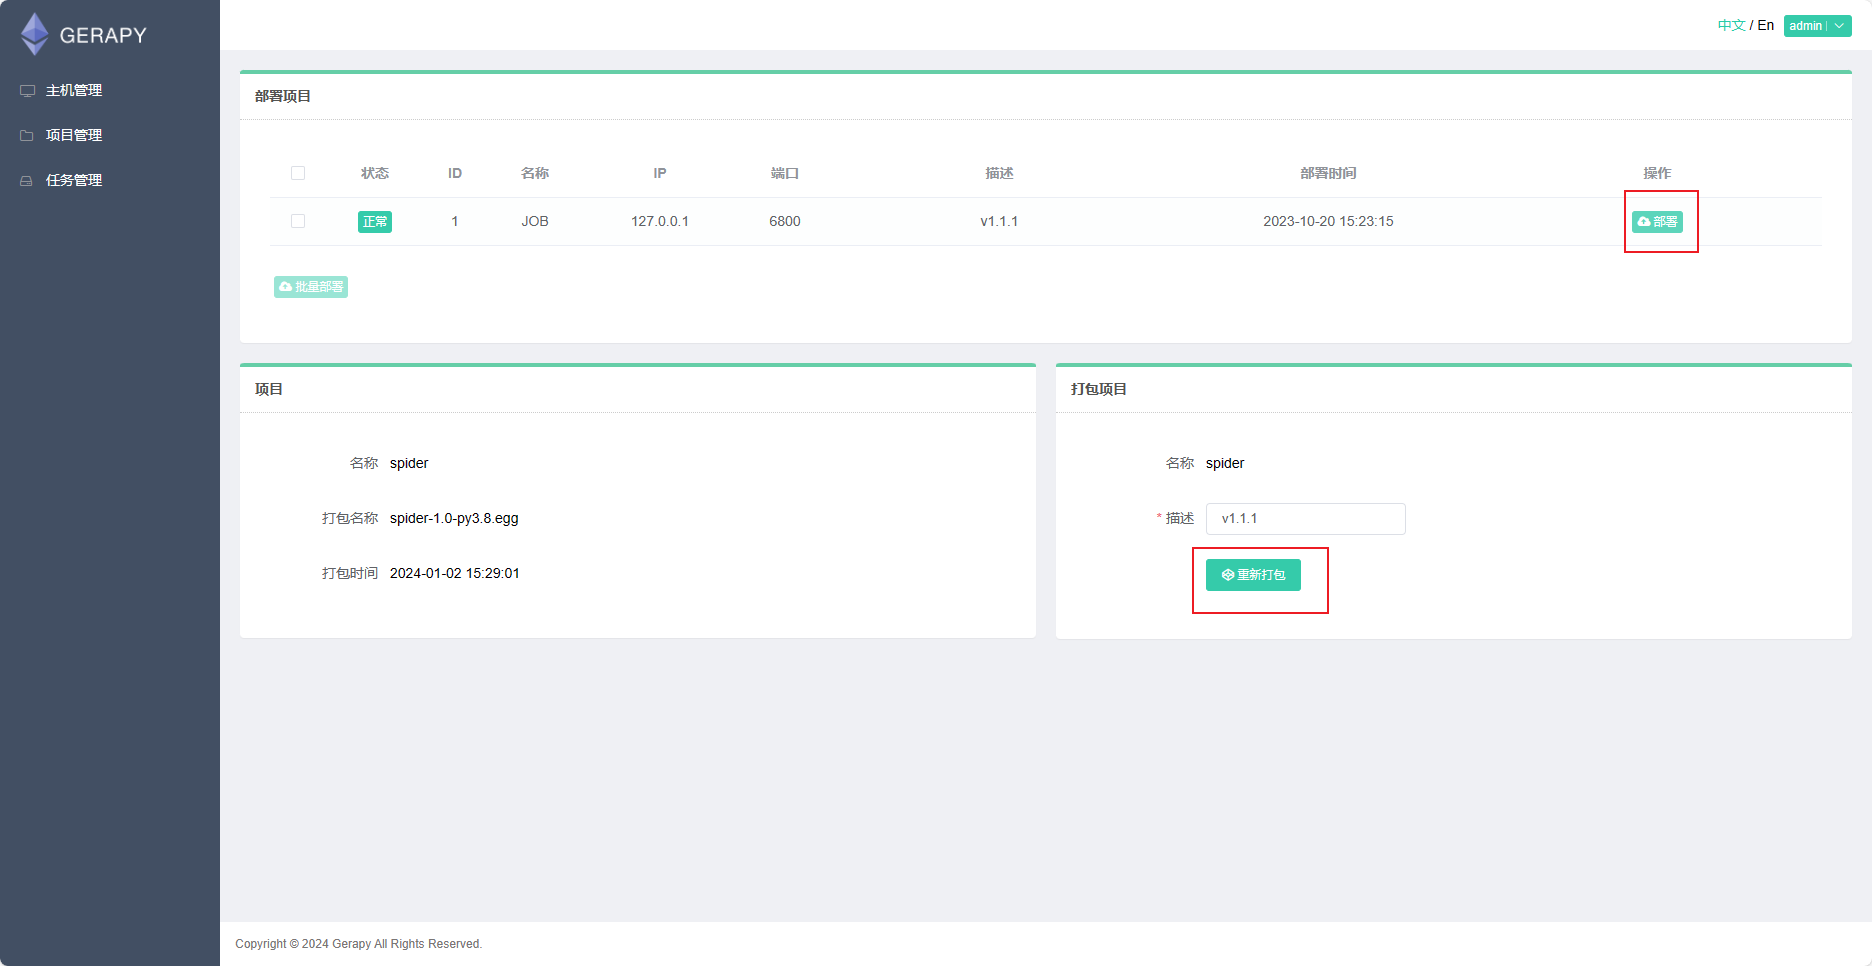 GERAPY
中文 / En admin
主机管理
项目管理
任务管理
部署项目
状态 ID 名称 IP 端口 描述 部署时间 操作
正常 1 JOB 127.0.0.1 6800 v1.1.1 2023-10-20 15:23:15 部署
批量部署
项目
名称 spider
打包名称 spider-1.0-py3.8.egg
打包时间 2024-01-02 15:29:01
打包项目
名称 spider
* 描述 v1.1.1
重新打包
Copyright © 2024 Gerapy All Rights Reserved.